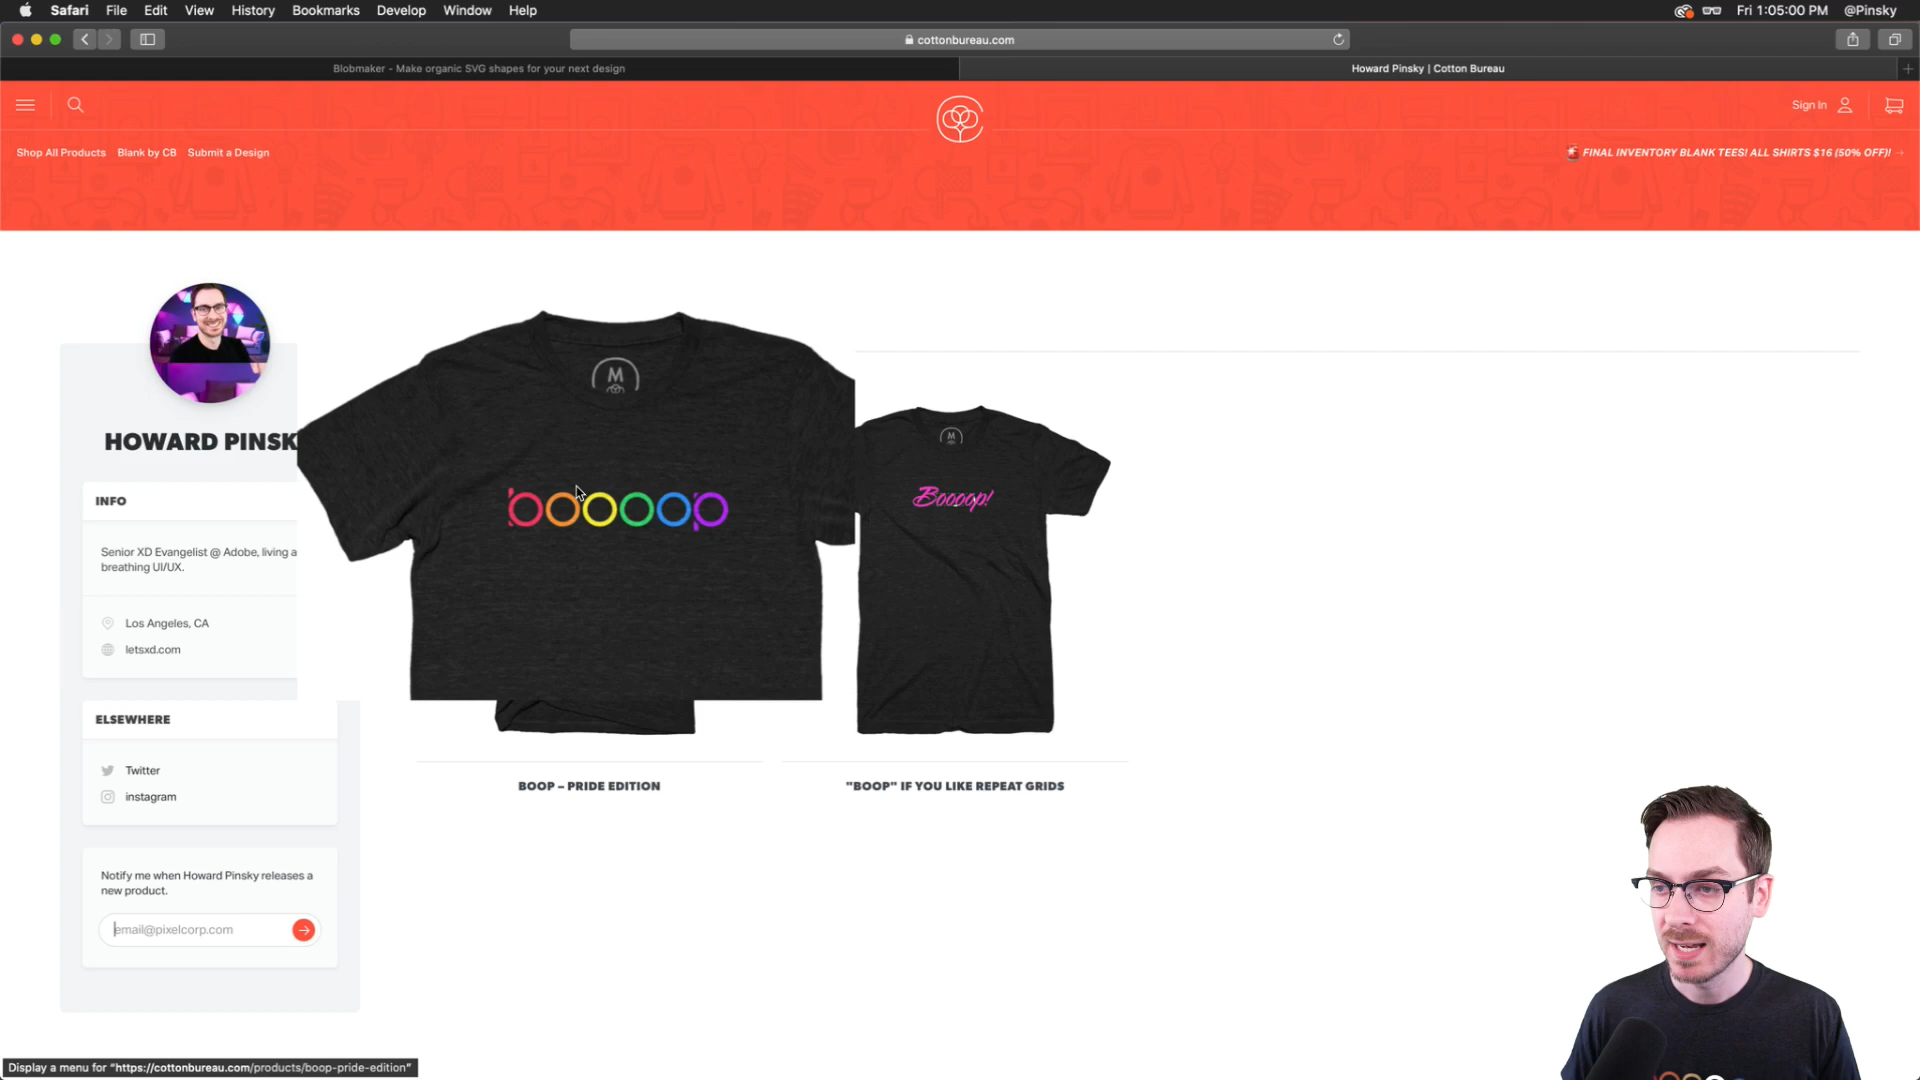 Safari File Edit View History Bookmarks Develop Window Help
Fri 1:05:00 PM @Pinsky
cottonbureau.com
Blobmaker - Make organic SVG shapes for your next design
Howard Pinsky | Cotton Bureau
Sign In
Shop All Products Blank by CB Submit a Design
FINAL INVENTORY BLANK TEES! ALL SHIRTS $16 (50% OFF)! →
HOWARD PINSK
INFO
Senior XD Evangelist @ Adobe, living a
breathing UI/UX.
Los Angeles, CA
letsxd.com
ELSEWHERE
Twitter
instagram
Notify me when Howard Pinsky releases a
new product.
email@pixelcorp.com
M
boooop
M
Boooop!
BOOP – PRIDE EDITION
"BOOP" IF YOU LIKE REPEAT GRIDS
Display a menu for "https://cottonbureau.com/products/boop-pride-edition"